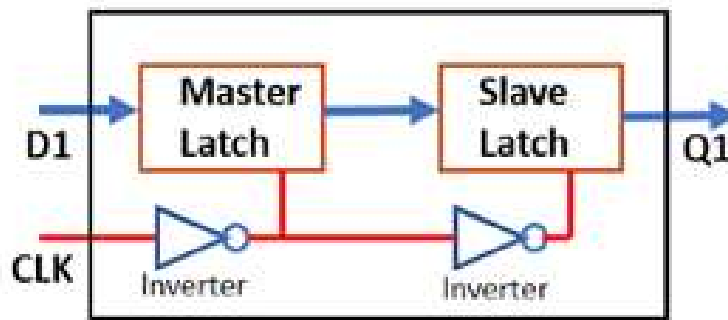 Master
Latch
Slave
Latch
D1
Q1
CLK
Inverter
Inverter